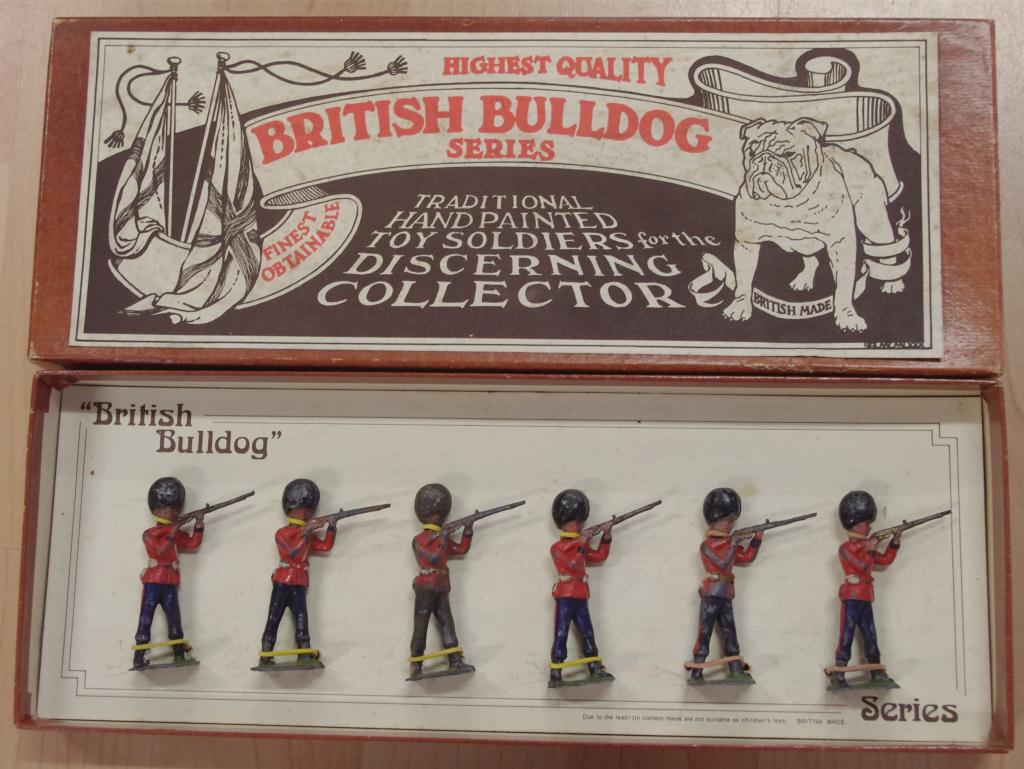 HIGHEST QUALITY
BRITISH BULLDOG
SERIES
FINEST
OBTAINABLE
TRADITIONAL
HAND PAINTED
TOY SOLDIERS for the
DISCERNING
COLLECTOR
BRITISH MADE
"British
Bulldog"
Due to the lead/tin content these are not suitable as children's toys. BRITISH MADE.
Series